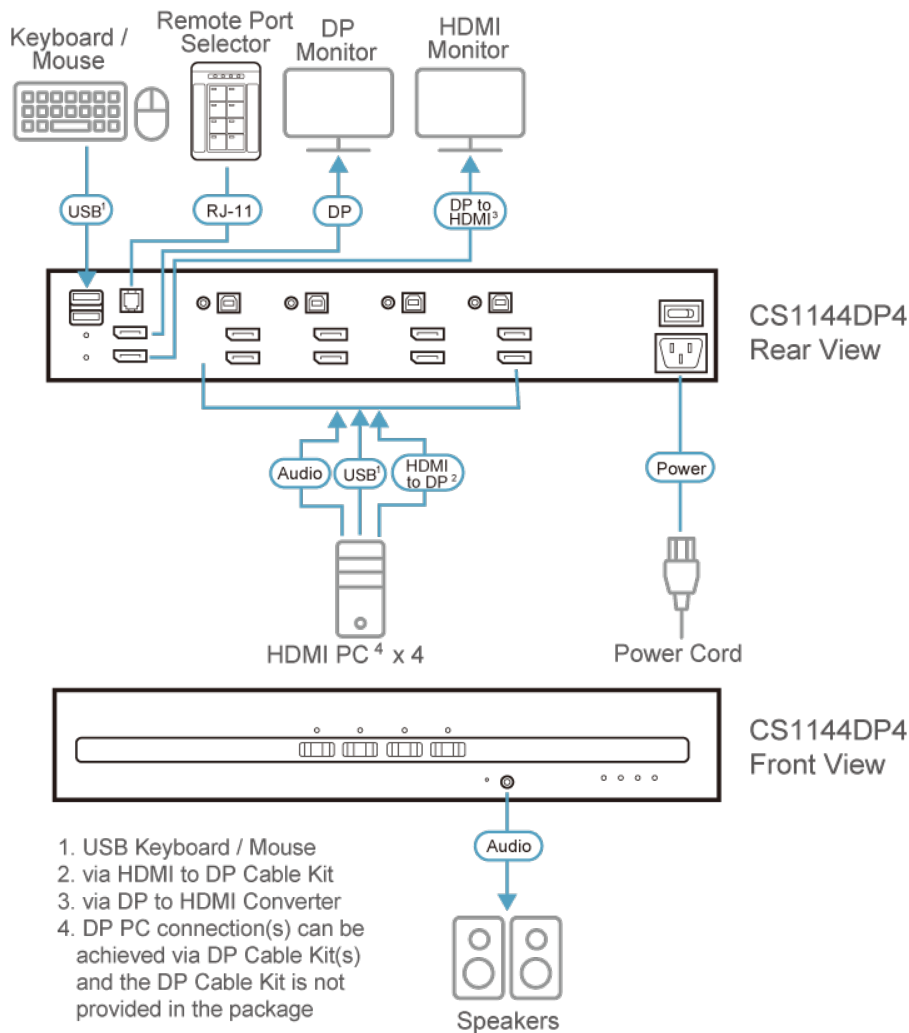 Keyboard /
Mouse
Remote Port
Selector
DP
Monitor
HDMI
Monitor
USB¹
RJ-11
DP
DP to
HDMI³
CS1144DP4
Rear View
Audio
USB¹
HDMI
to DP ²
Power
HDMI PC ⁴ x 4
Power Cord
CS1144DP4
Front View
Audio
1. USB Keyboard / Mouse
2. via HDMI to DP Cable Kit
3. via DP to HDMI Converter
4. DP PC connection(s) can be
achieved via DP Cable Kit(s)
and the DP Cable Kit is not
provided in the package
Speakers